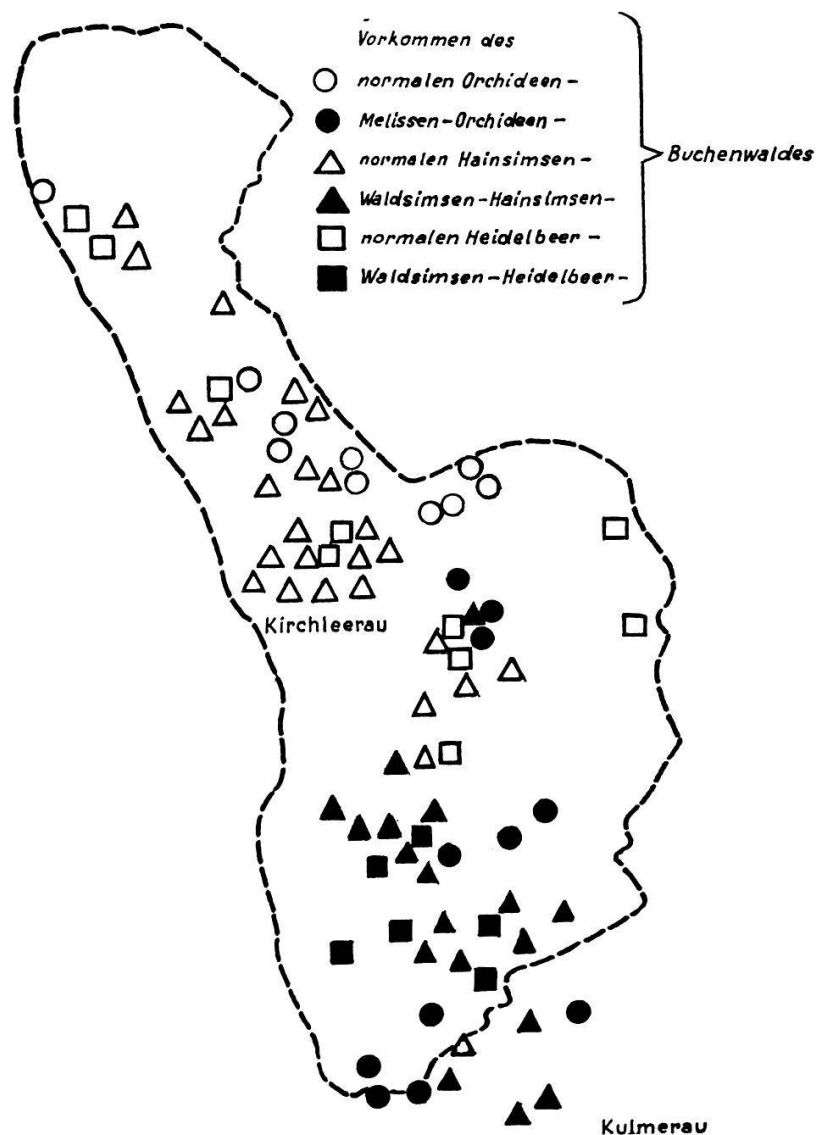 Vorkommen des
normalen Orchideen-
Melissen-Orchideen-
normalen Hainsimsen-
Waldsimsen-Hainsimsen-
normalen Heidelbeer-
Waldsimsen-Heidelbeer-
Buchenwaldes
Kirchleerau
Kulmerau